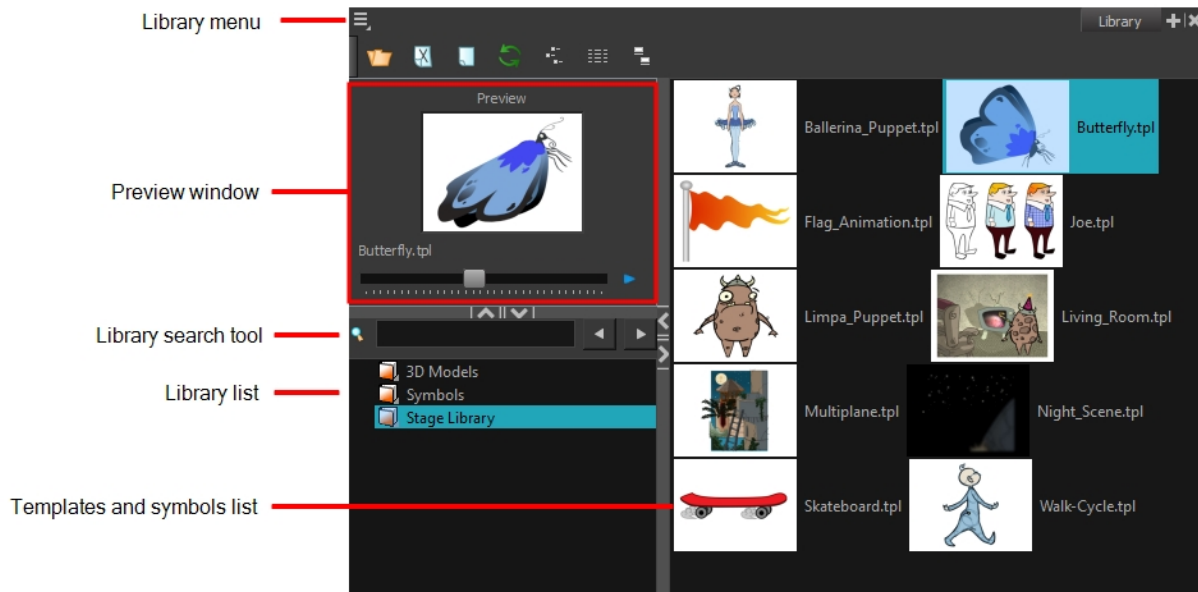 Library menu
Library
Preview
Preview window
Butterfly.tpl
Library search tool
Library list
3D Models
Symbols
Stage Library
Templates and symbols list
Ballerina_Puppet.tpl
Butterfly.tpl
Flag_Animation.tpl
Joe.tpl
Limpa_Puppet.tpl
Living_Room.tpl
Multiplane.tpl
Night_Scene.tpl
Skateboard.tpl
Walk-Cycle.tpl